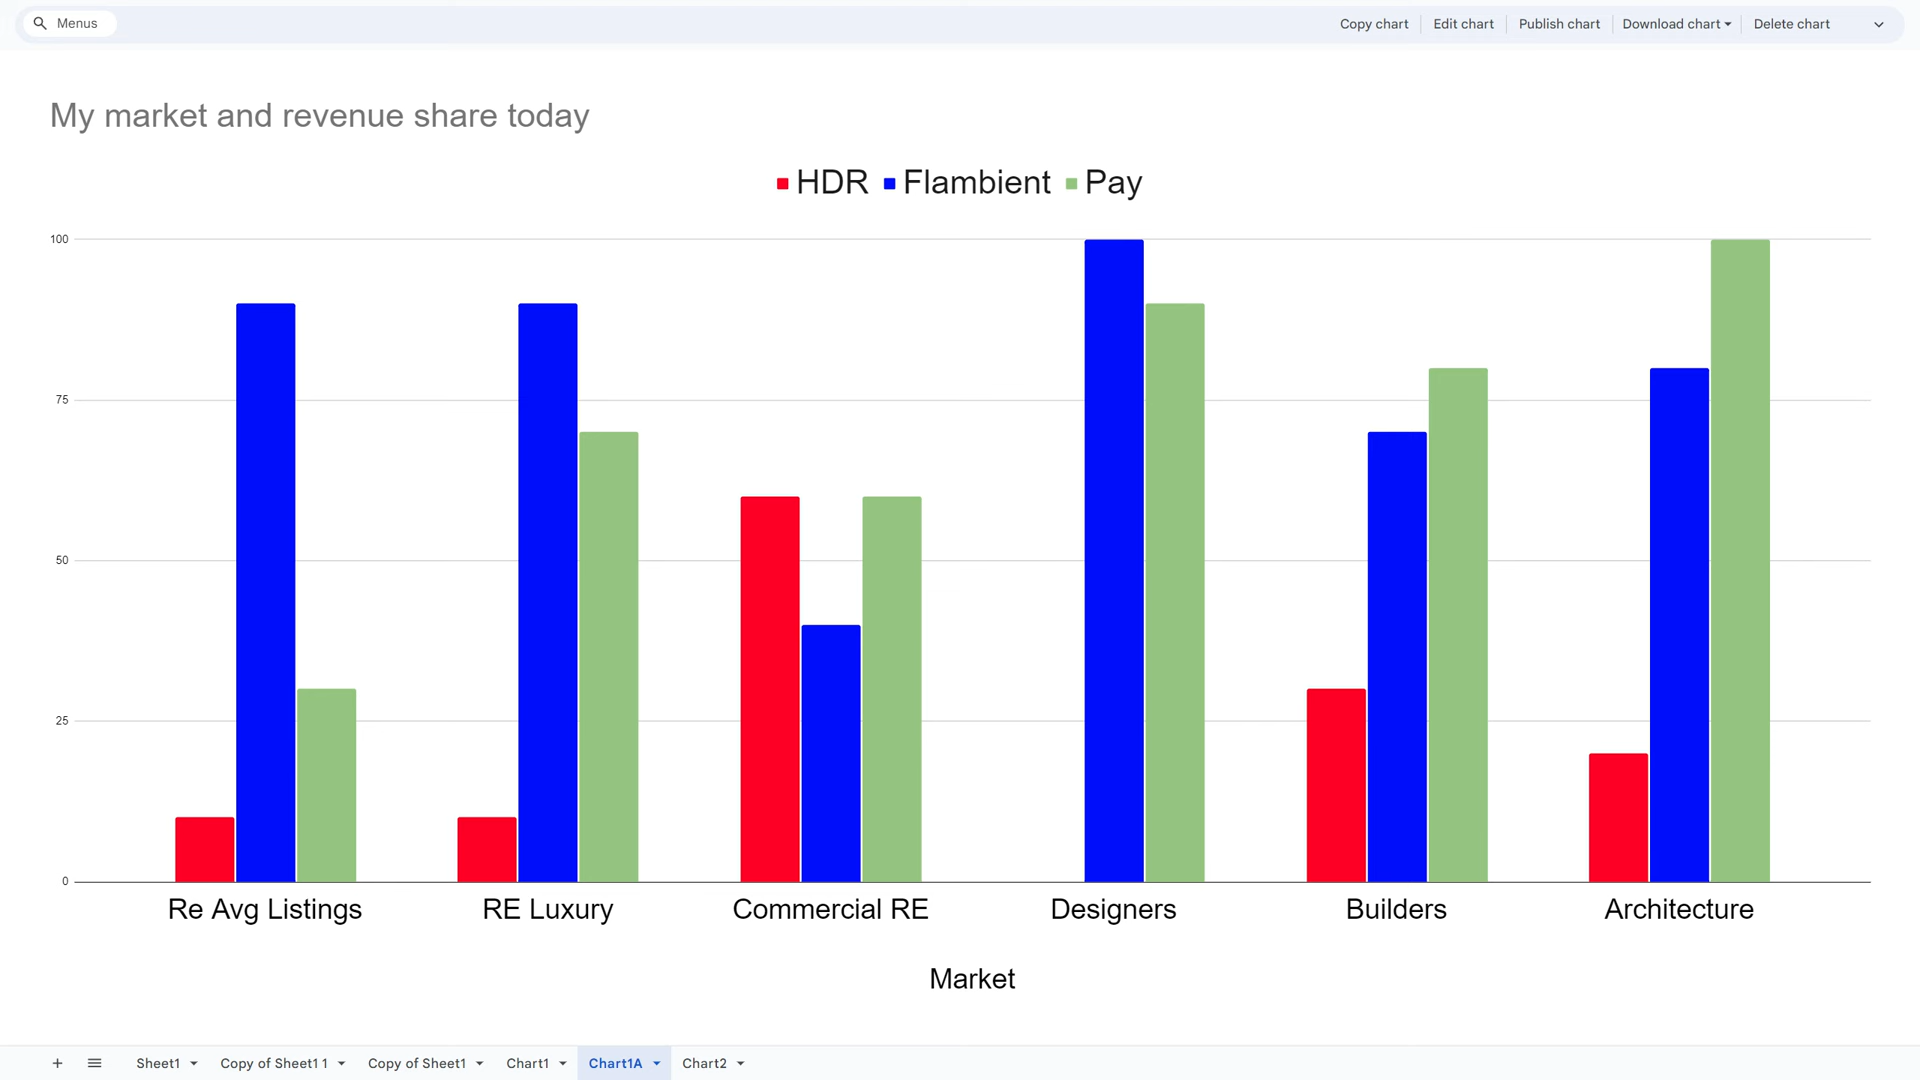 Menus
Copy chart
Edit chart
Publish chart
Download chart
Delete chart
My market and revenue share today
HDR Flambient Pay
100
75
50
25
0
Re Avg Listings
RE Luxury
Commercial RE
Designers
Builders
Architecture
Market
Sheet1
Copy of Sheet1 1
Copy of Sheet1
Chart1
Chart1A
Chart2